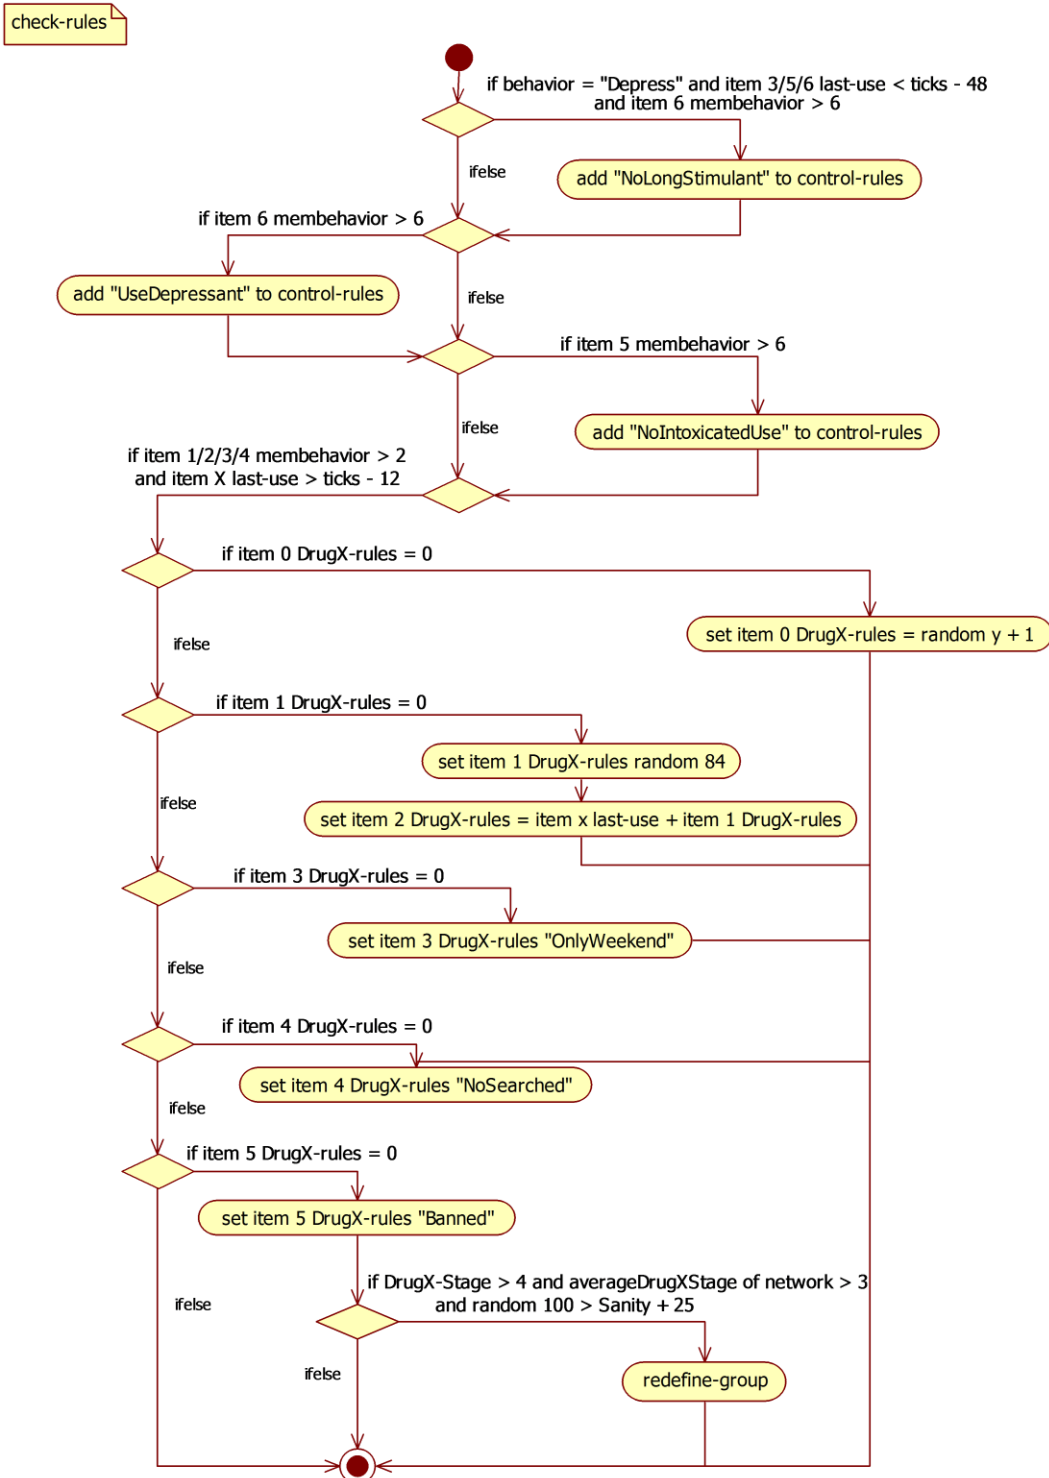 check-rules
if behavior = "Depress" and item 3/5/6 last-use < ticks - 48
and item 6 membehavior > 6
ifelse
add "NoLongStimulant" to control-rules
if item 6 membehavior > 6
add "UseDepressant" to control-rules
ifelse
if item 5 membehavior > 6
ifelse
add "NoIntoxicatedUse" to control-rules
if item 1/2/3/4 membehavior > 2
and item X last-use > ticks - 12
if item 0 DrugX-rules = 0
set item 0 DrugX-rules = random y + 1
ifelse
if item 1 DrugX-rules = 0
set item 1 DrugX-rules random 84
ifelse
set item 2 DrugX-rules = item x last-use + item 1 DrugX-rules
if item 3 DrugX-rules = 0
set item 3 DrugX-rules "OnlyWeekend"
ifelse
if item 4 DrugX-rules = 0
set item 4 DrugX-rules "NoSearched"
ifelse
if item 5 DrugX-rules = 0
set item 5 DrugX-rules "Banned"
if DrugX-Stage > 4 and averageDrugXStage of network > 3
and random 100 > Sanity + 25
ifelse
ifelse
redefine-group